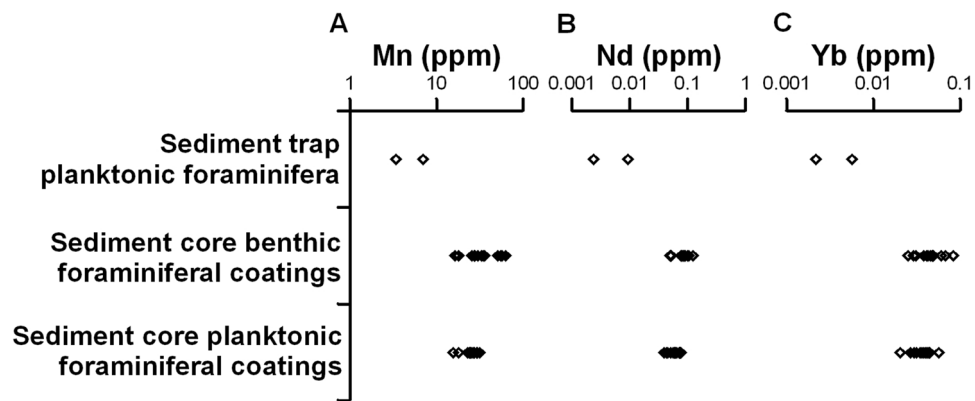 A
B
C
Mn (ppm)
Nd (ppm)
Yb (ppm)
1 10 100
0.001 0.01 0.1 1
0.001 0.01 0.1
Sediment trap
planktonic foraminifera
Sediment core benthic
foraminiferal coatings
Sediment core planktonic
foraminiferal coatings